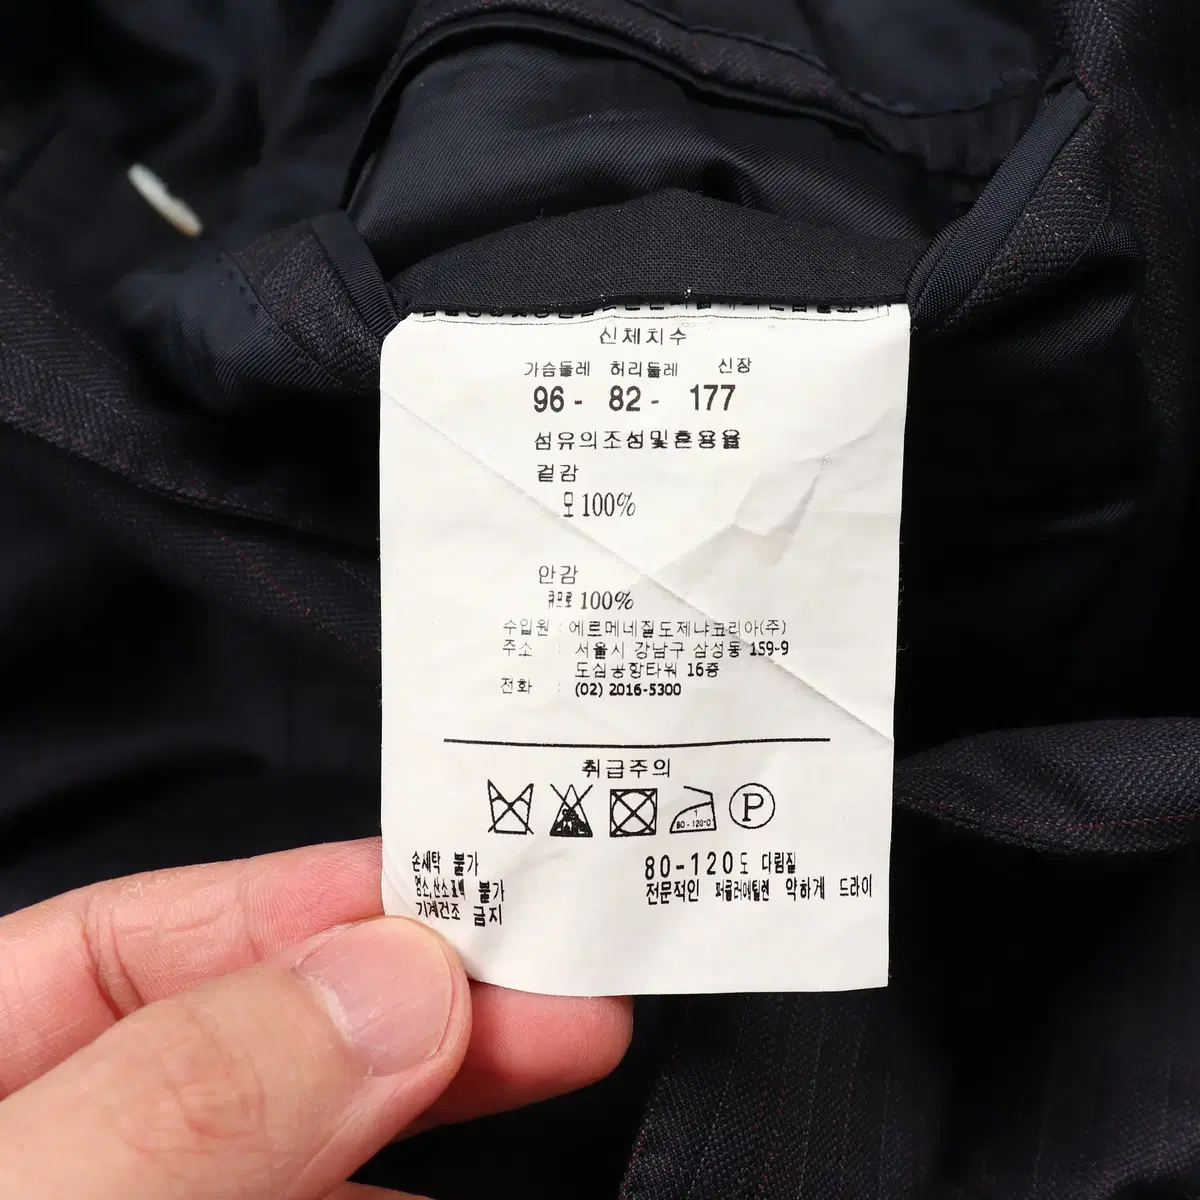 신체치수
가슴둘레 허리둘레 신장
96 - 82 - 177
섬유의조성및혼용율
겉감
모 100%
안감
큐프로 100%
수입원 : 에르메네질도제냐코리아(주)
주소 : 서울시 강남구 삼성동 159-9
도심공항타워 16층
전화 : (02) 2016-5300
취급주의
1
80-120°C
P
손세탁 불가
염소,산소표백 불가
기계건조 금지
80-120도 다림질
전문적인 퍼클러에틸렌 약하게 드라이